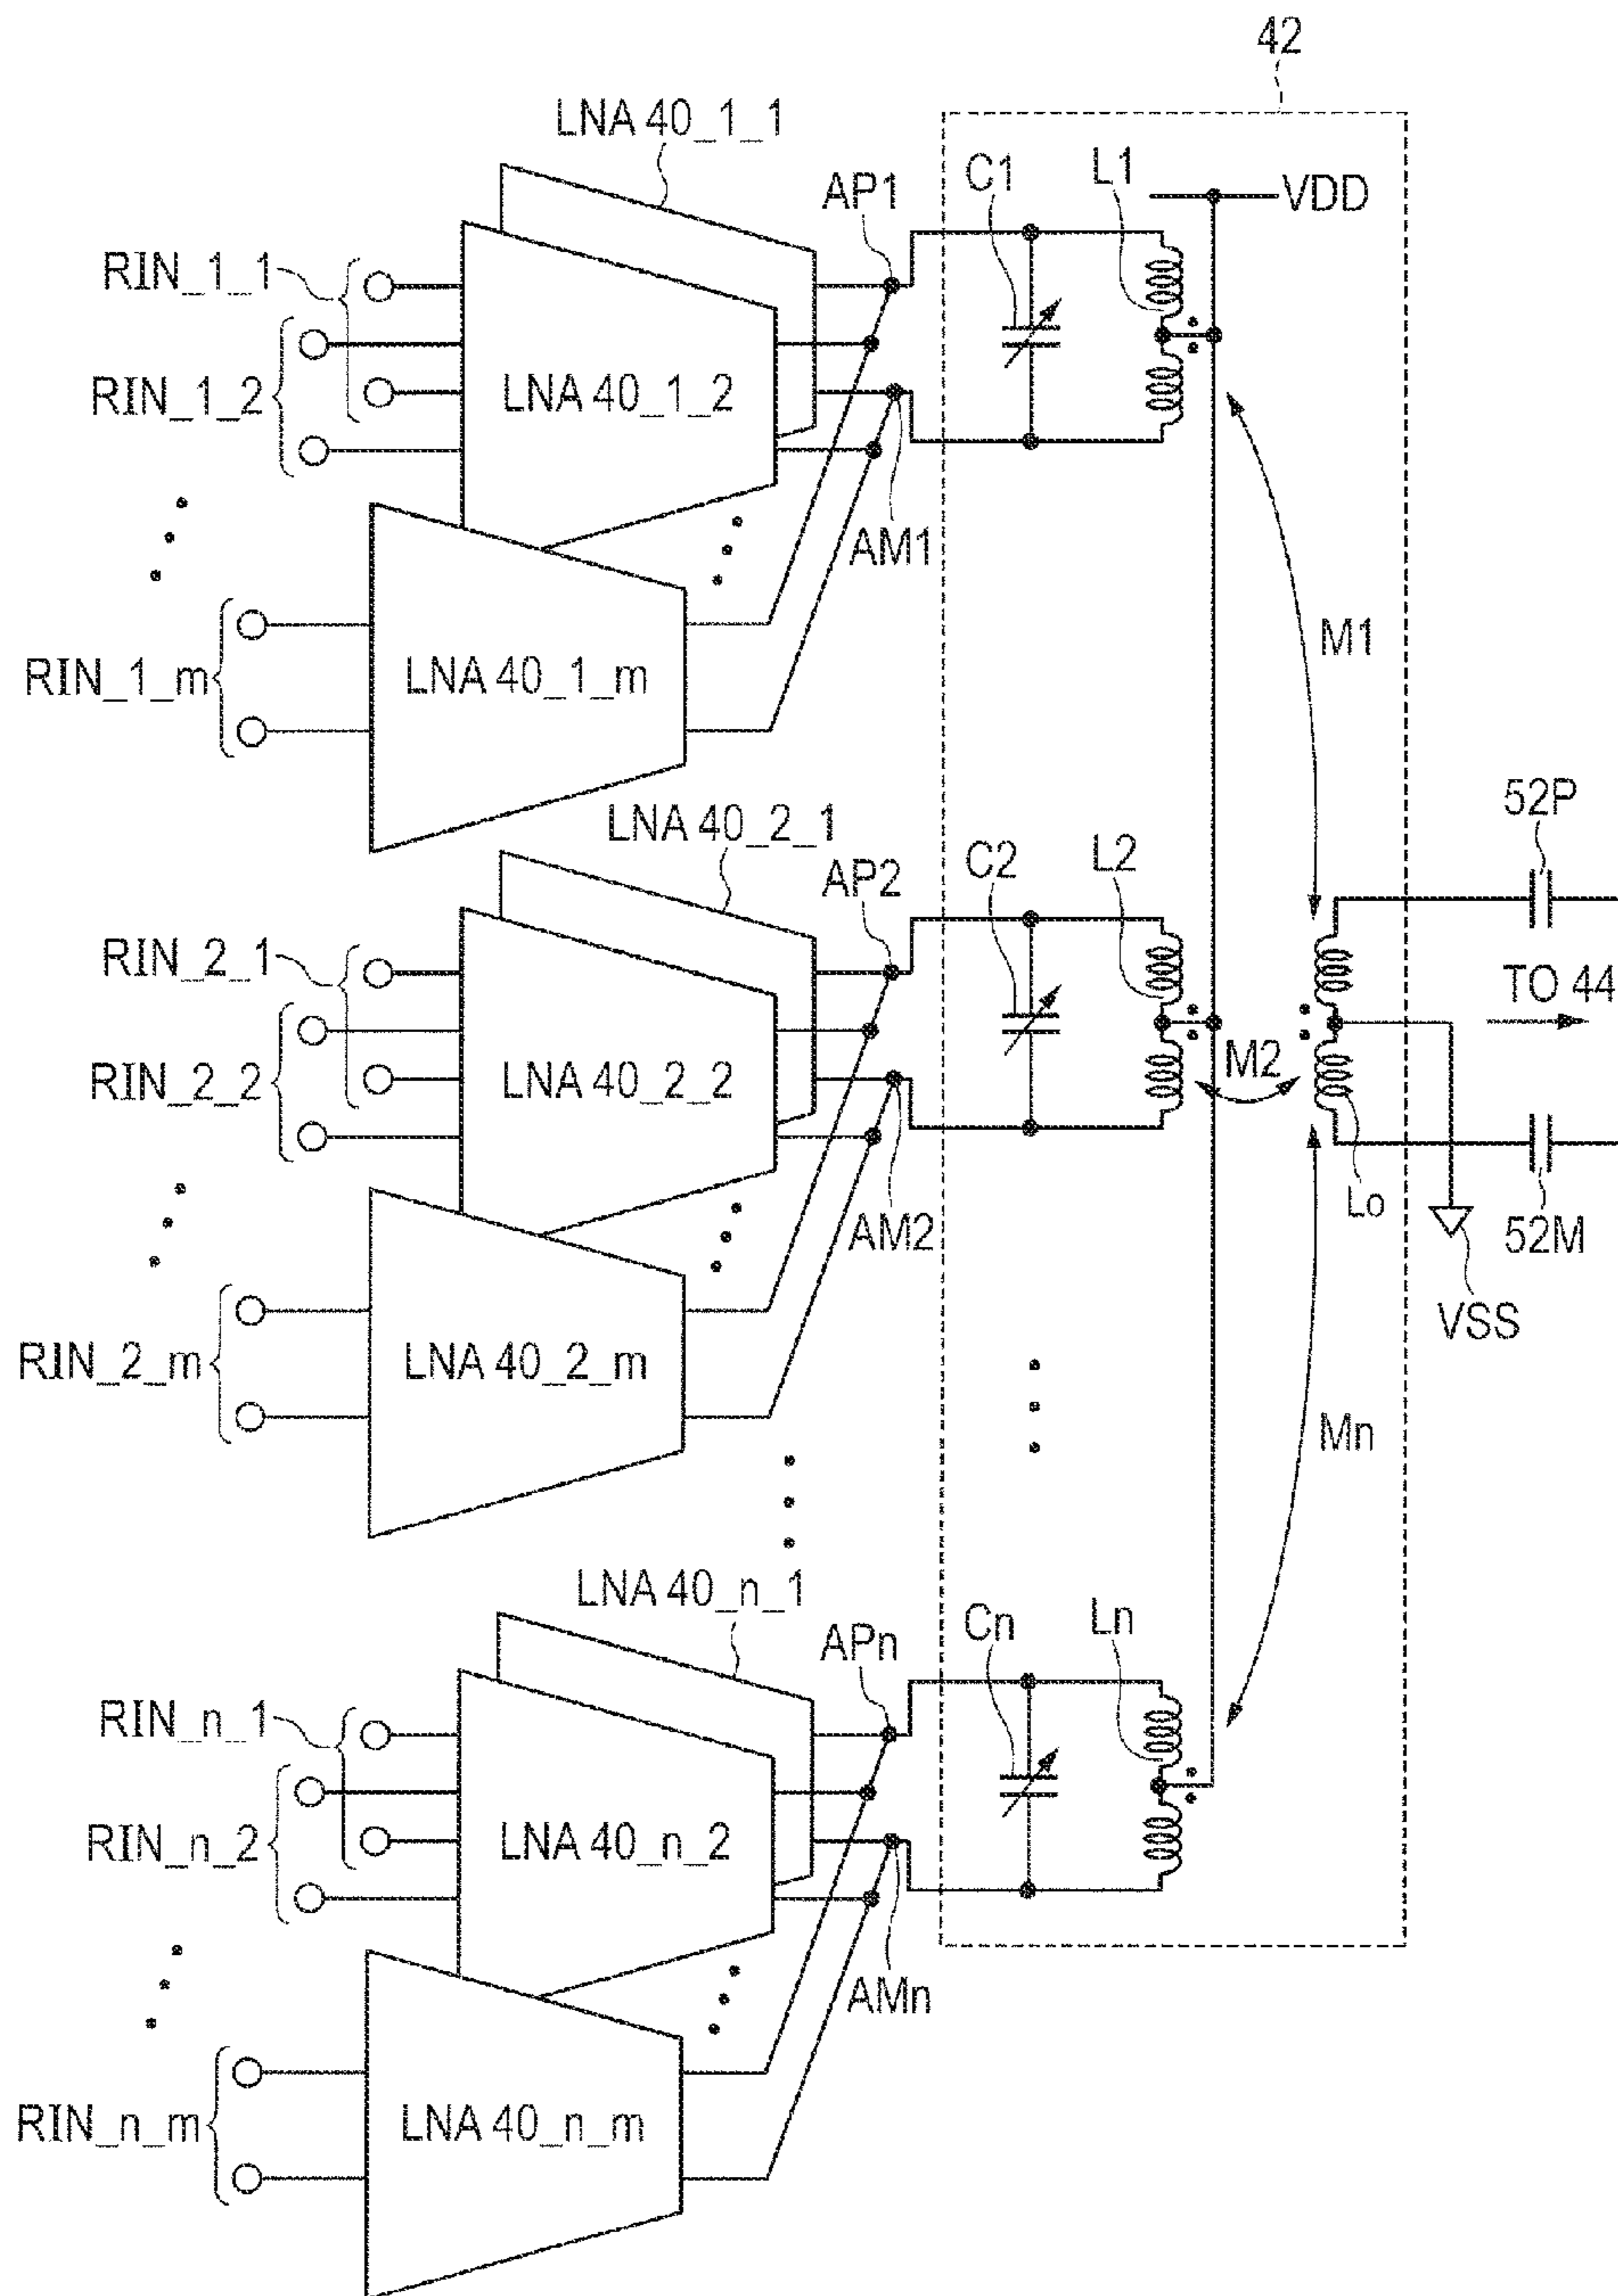 42
LNA 40_1_1
AP1
C1
L1
VDD
RIN_1_1
RIN_1_2
LNA 40_1_2
AM1
M1
RIN_1_m
LNA 40_1_m
52P
LNA 40_2_1
AP2
C2
L2
RIN_2_1
TO 44
RIN_2_2
LNA 40_2_2
M2
AM2
Lo
52M
VSS
RIN_2_m
LNA 40_2_m
Mn
LNA 40_n_1
APn
Cn
Ln
RIN_n_1
RIN_n_2
LNA 40_n_2
AMn
RIN_n_m
LNA 40_n_m